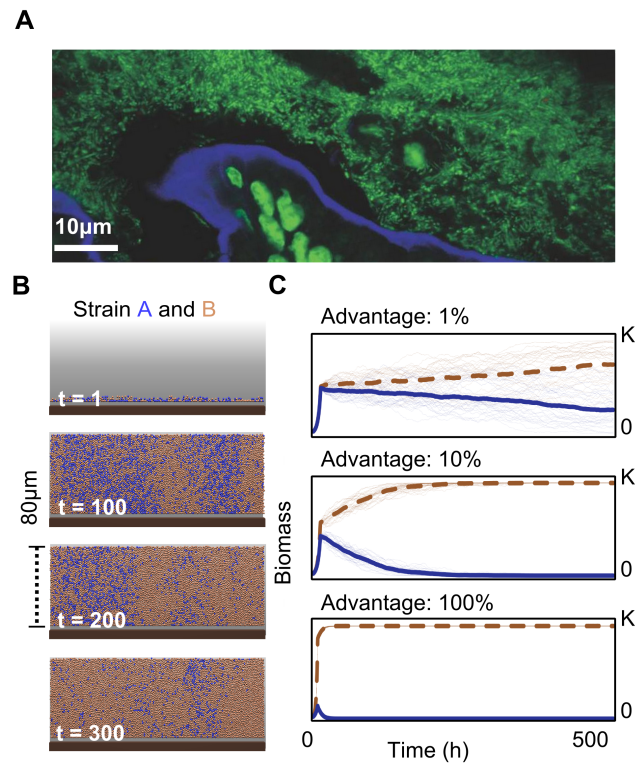 A
10µm
B
Strain A and B
t = 1
t = 100
t = 200
t = 300
80µm
C
Advantage: 1%
K
0
Advantage: 10%
K
0
Advantage: 100%
K
0
Biomass
0
500
Time (h)